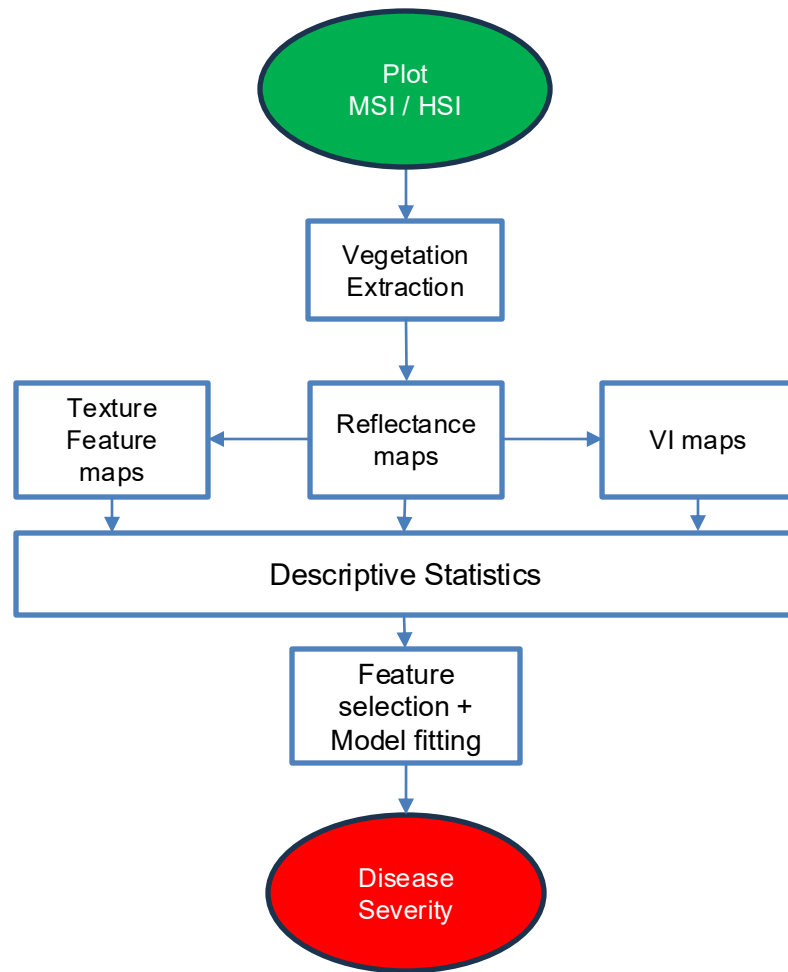 Plot
MSI / HSI
Vegetation
Extraction
Texture
Feature
maps
Reflectance
maps
VI maps
Descriptive Statistics
Feature
selection +
Model fitting
Disease
Severity